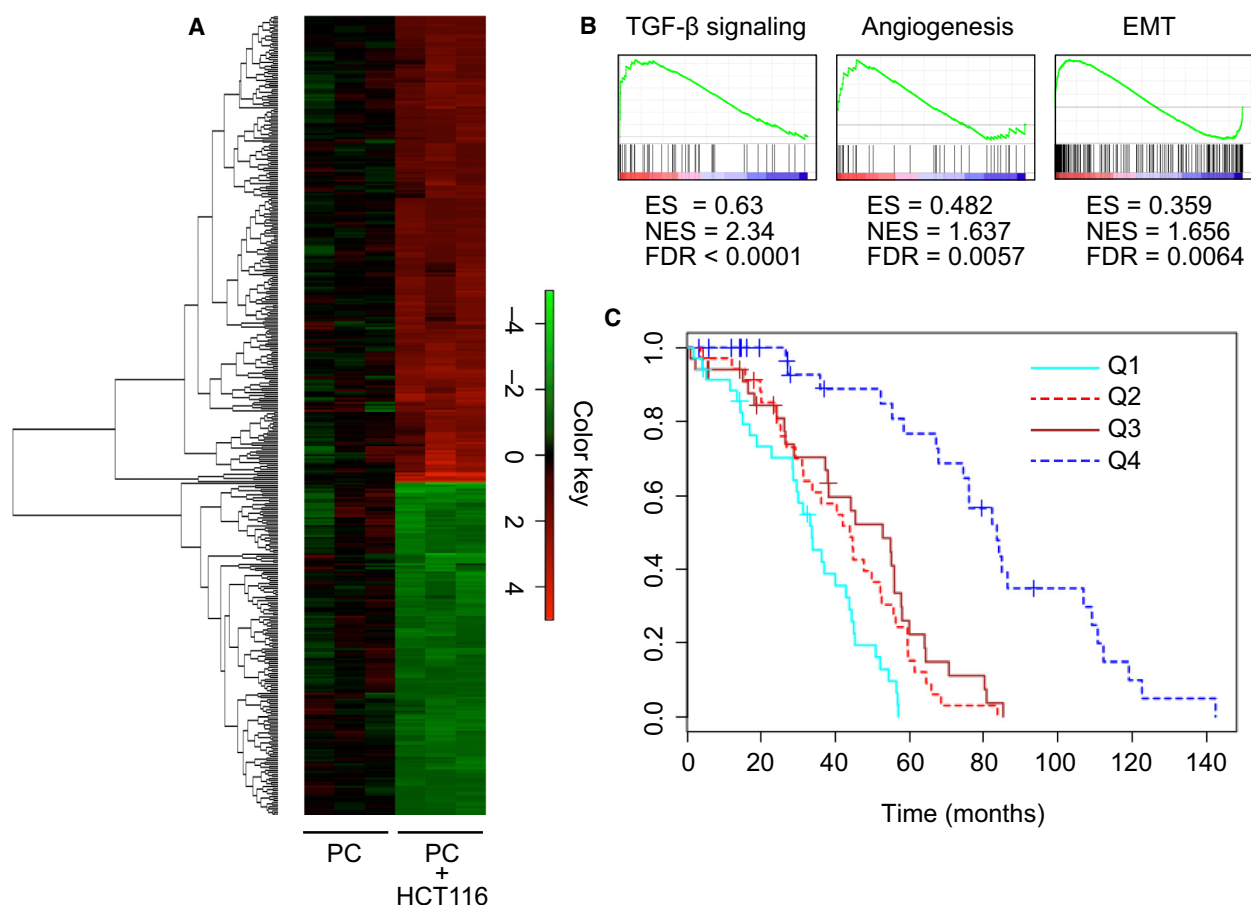 A
PC
PC
+
HCT116
–4
–2
0
2
4
Color key
B
TGF-β signaling
Angiogenesis
EMT
ES = 0.63
NES = 2.34
FDR < 0.0001
ES = 0.482
NES = 1.637
FDR = 0.0057
ES = 0.359
NES = 1.656
FDR = 0.0064
C
1.0
0.8
0.6
0.4
0.2
0.0
Q1
Q2
Q3
Q4
0 20 40 60 80 100 120 140
Time (months)